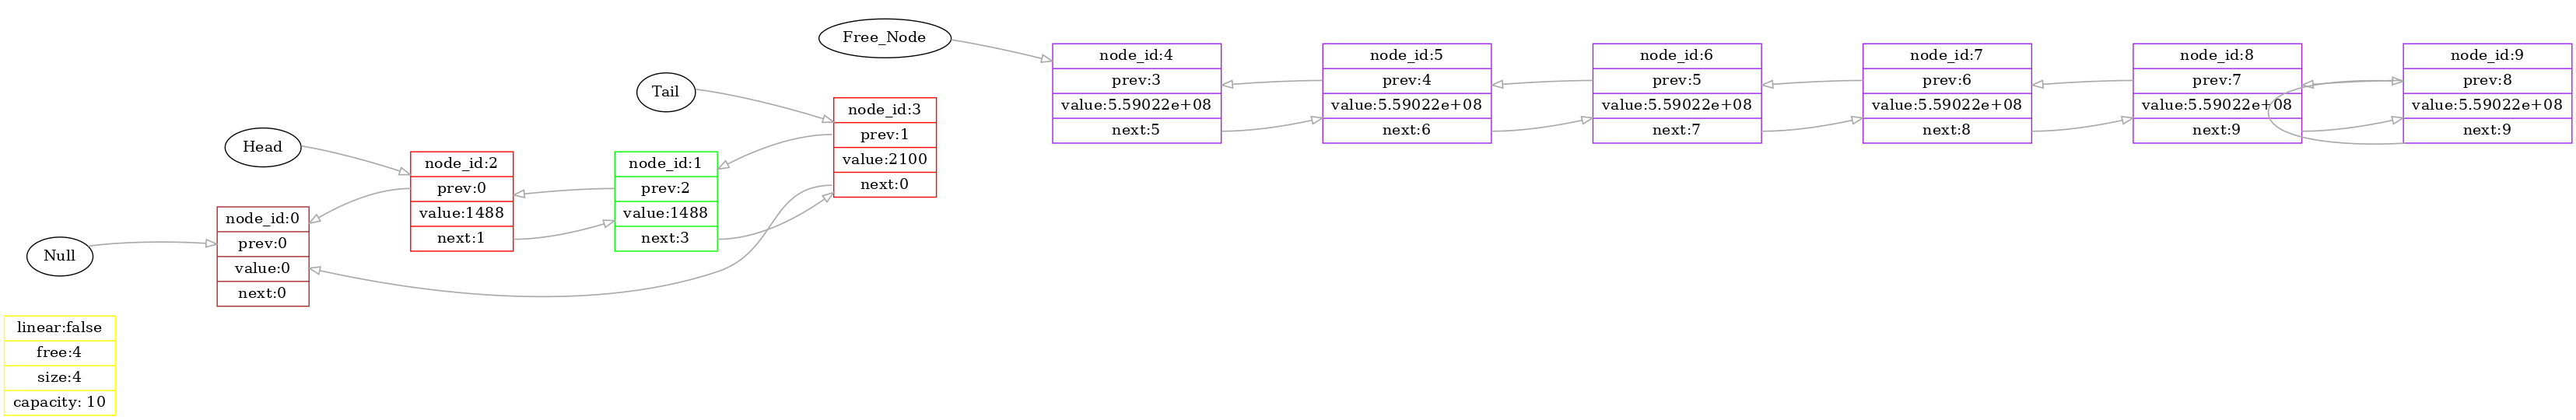 Null
node_id:0
prev:0
value:0
next:0
Head
node_id:2
prev:0
value:1488
next:1
node_id:1
prev:2
value:1488
next:3
Tail
node_id:3
prev:1
value:2100
next:0
Free_Node
node_id:4
prev:3
value:5.59022e+08
next:5
node_id:5
prev:4
value:5.59022e+08
next:6
node_id:6
prev:5
value:5.59022e+08
next:7
node_id:7
prev:6
value:5.59022e+08
next:8
node_id:8
prev:7
value:5.59022e+08
next:9
node_id:9
prev:8
value:5.59022e+08
next:9
linear:false
free:4
size:4
capacity: 10